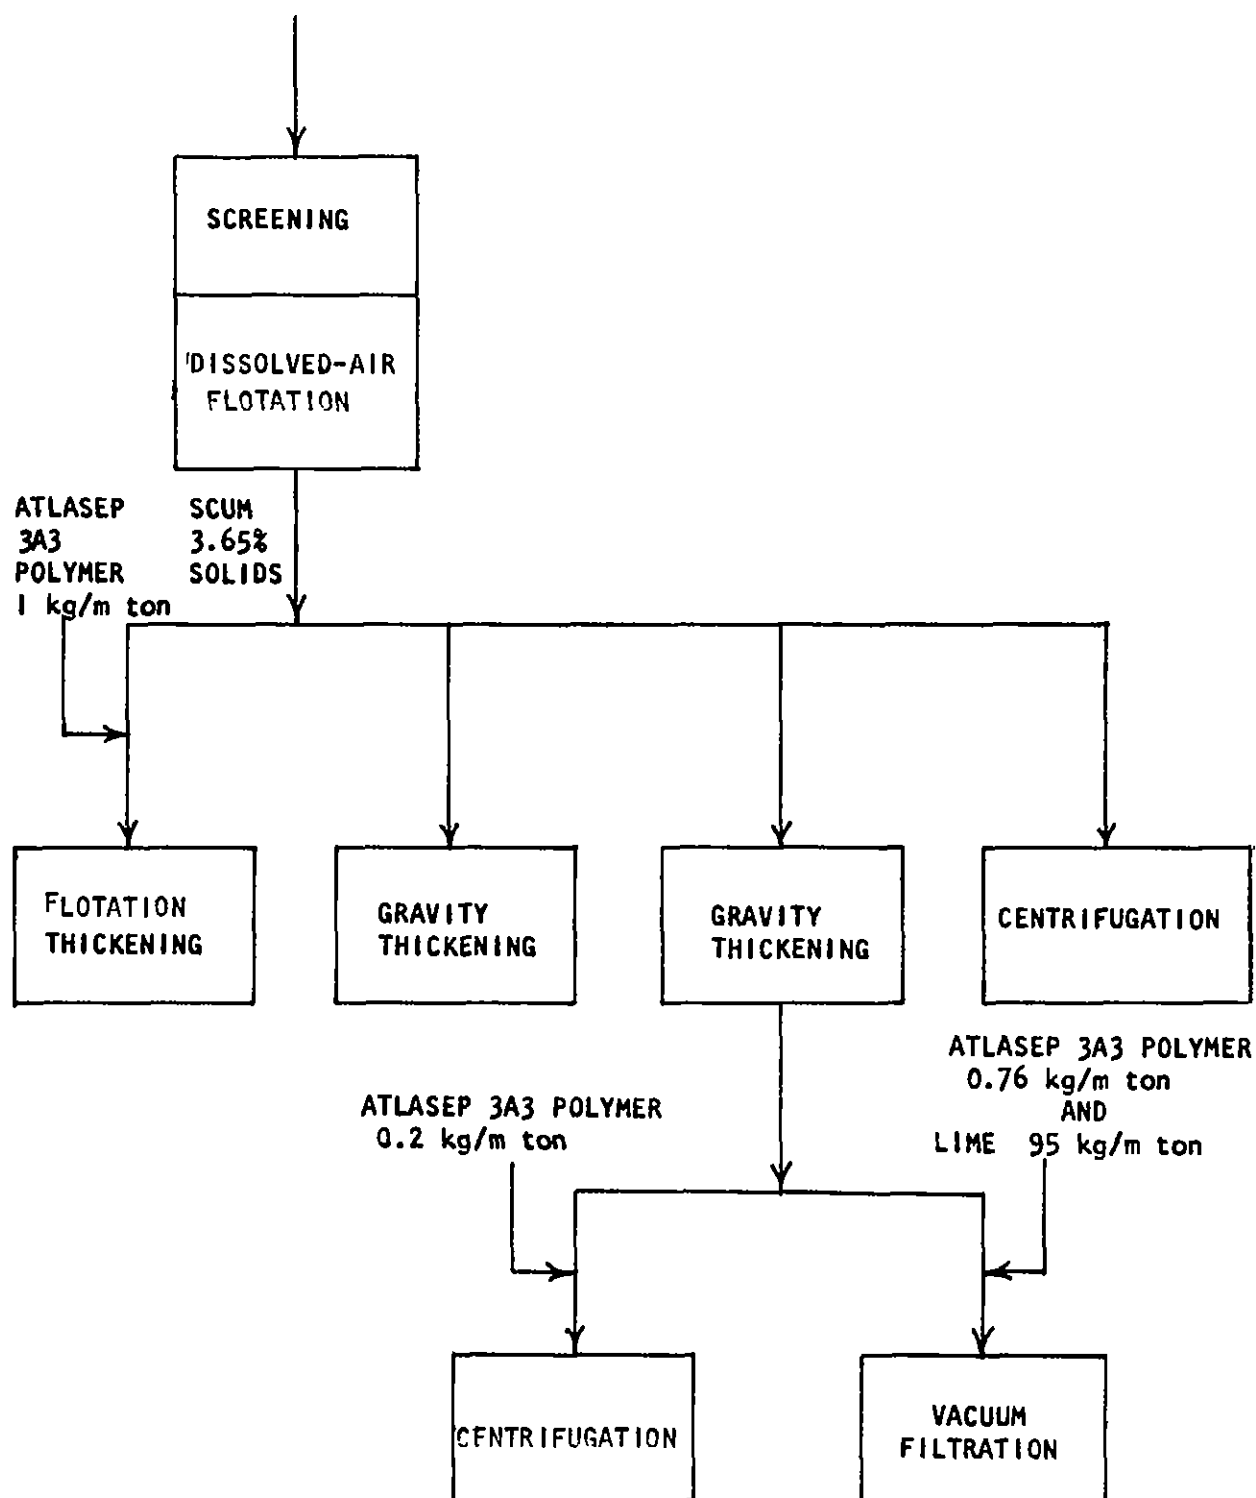 SCREENING
DISSOLVED-AIR
FLOTATION
ATLASEP
3A3
POLYMER
1 kg/m ton
SCUM
3.65%
SOLIDS
FLOTATION
THICKENING
GRAVITY
THICKENING
GRAVITY
THICKENING
CENTRIFUGATION
ATLASEP 3A3 POLYMER
0.2 kg/m ton
ATLASEP 3A3 POLYMER
0.76 kg/m ton
AND
LIME 95 kg/m ton
CENTRIFUGATION
VACUUM
FILTRATION